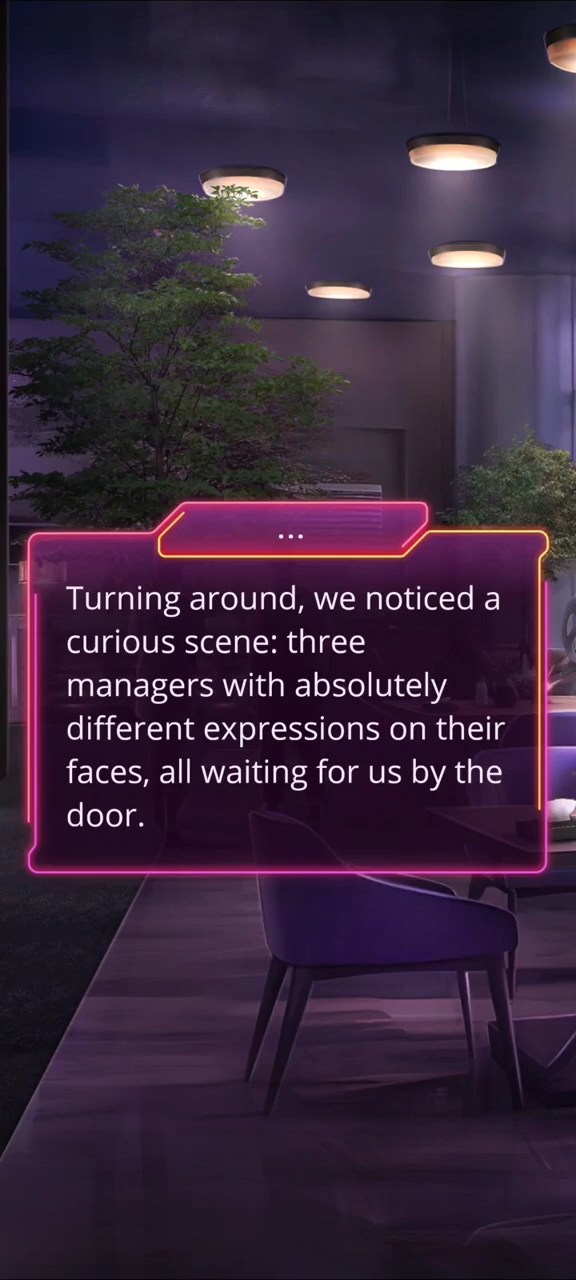 ...
Turning around, we noticed a
curious scene: three
managers with absolutely
different expressions on their
faces, all waiting for us by the
door.